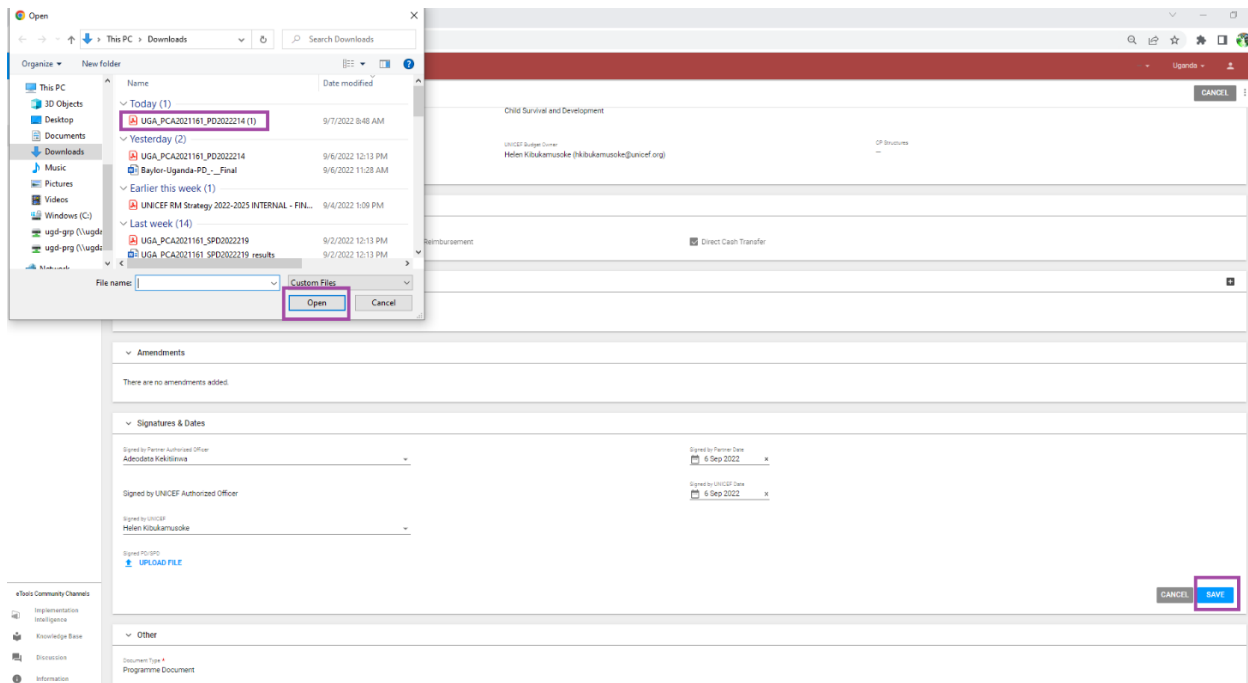 Open
This PC > Downloads
Search Downloads
Organize
New folder
This PC
3D Objects
Desktop
Documents
Downloads
Music
Pictures
Videos
Windows (C:)
ugd-grp (\\ugda
ugd-prg (\\ugda
Network
Name
Date modified
Today (1)
UGA_PCA2021161_PD2022214 (1)
9/7/2022 8:48 AM
Yesterday (2)
UGA_PCA2021161_PD2022214
9/6/2022 12:13 PM
Baylor-Uganda-PD_-_Final
9/6/2022 11:28 AM
Earlier this week (1)
UNICEF RM Strategy 2022-2025 INTERNAL - FIN...
9/4/2022 1:09 PM
Last week (14)
UGA_PCA2021161_SPD2022219
9/2/2022 12:13 PM
UGA_PCA2021161_SPD2022219_results
9/2/2022 12:13 PM
File name:
Custom Files
Open
Cancel
Uganda
CANCEL
Child Survival and Development
UNICEF Budget Owner
Helen Kibukamusoke (hkibukamusoke@unicef.org)
CP Structures
—
Reimbursement
Direct Cash Transfer
Amendments
There are no amendments added.
Signatures & Dates
Signed by Partner Authorized Officer
Adeodata Kekitiinwa
Signed by Partner Date
6 Sep 2022
Signed by UNICEF Authorized Officer
Signed by UNICEF Date
6 Sep 2022
Signed by UNICEF
Helen Kibukamusoke
Signed PD/SPD
UPLOAD FILE
CANCEL
SAVE
eTools Community Channels
Implementation
Intelligence
Knowledge Base
Discussion
Information
Other
Document Type *
Programme Document